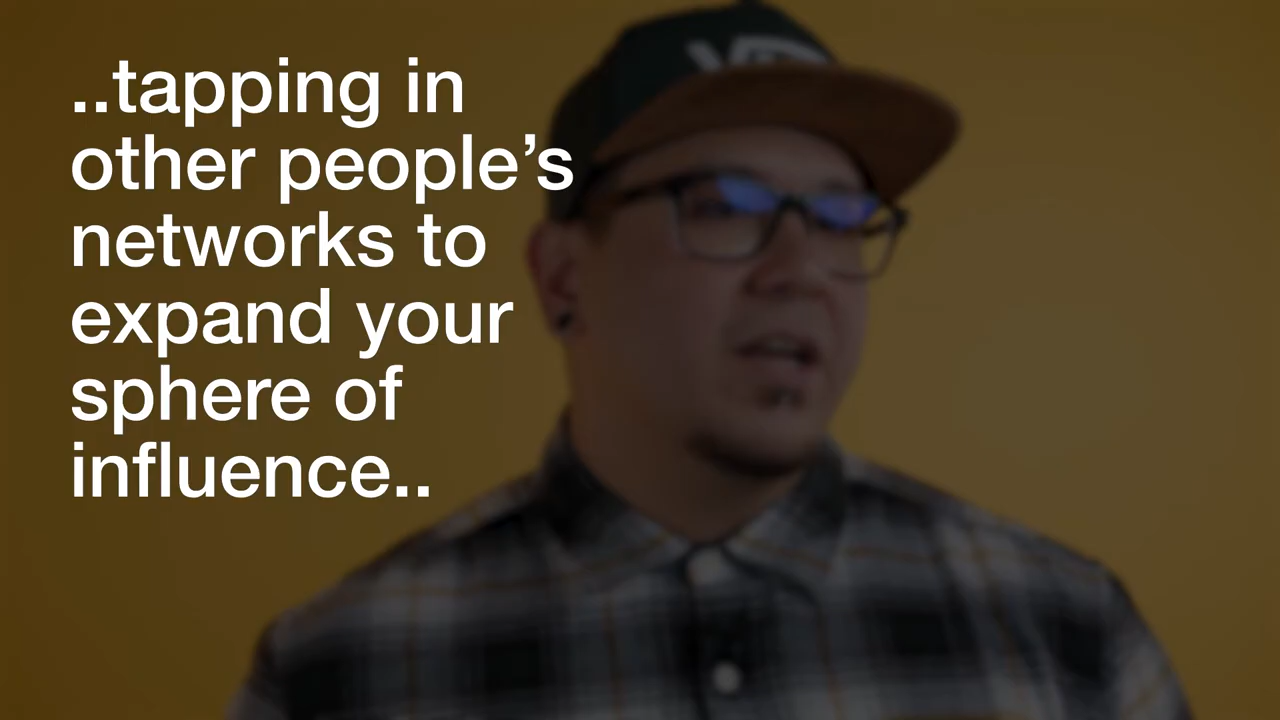 ..tapping in
other people’s
networks to
expand your
sphere of
influence..